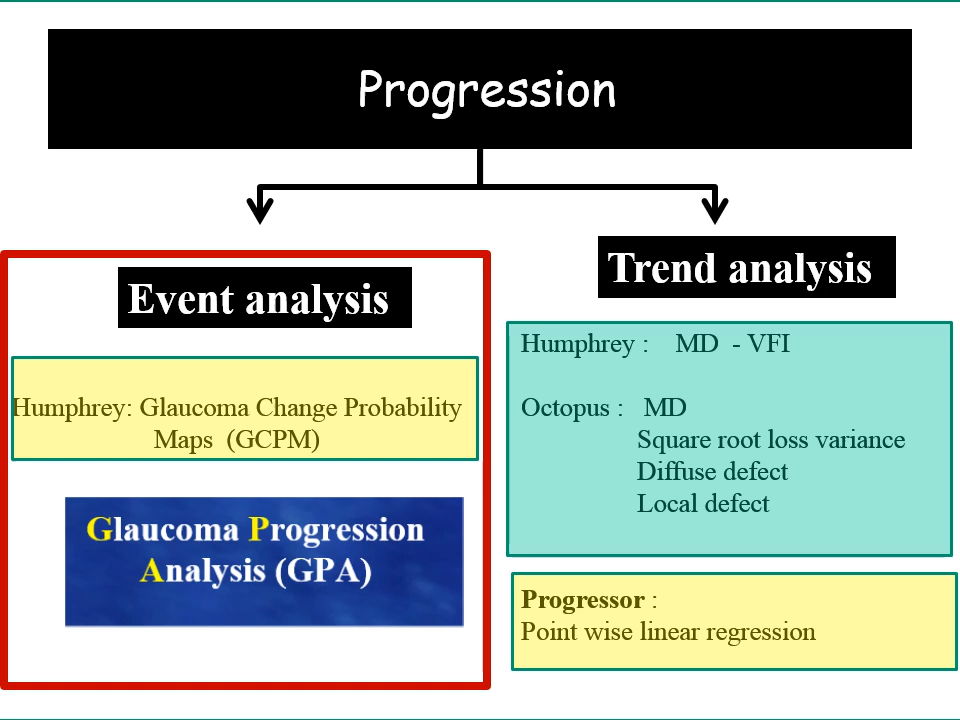 Progression
Event analysis
Humphrey: Glaucoma Change Probability
Maps (GCPM)
Glaucoma Progression
Analysis (GPA)
Trend analysis
Humphrey : MD - VFI
Octopus : MD
Square root loss variance
Diffuse defect
Local defect
Progressor :
Point wise linear regression